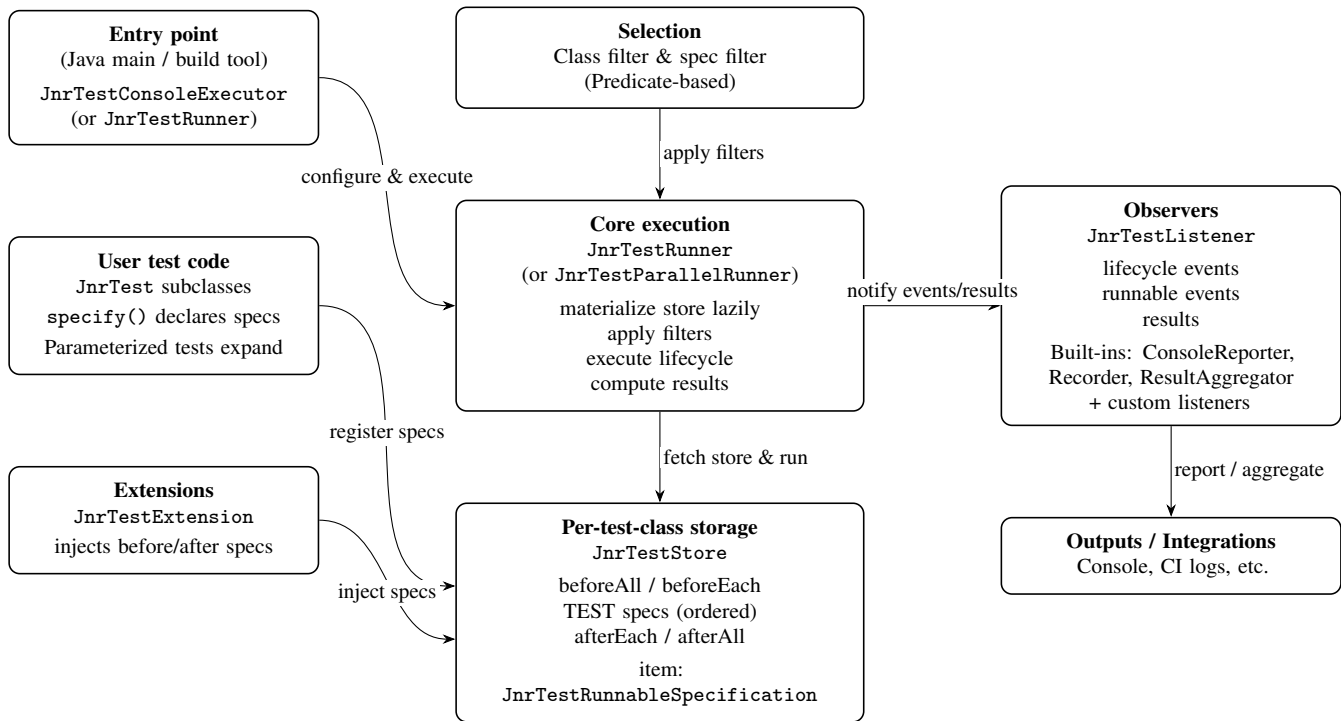 Entry point
(Java main / build tool)
JnrTestConsoleExecutor
(or JnrTestRunner)
Selection
Class filter & spec filter
(Predicate-based)
apply filters
configure & execute
User test code
JnrTest subclasses
specify() declares specs
Parameterized tests expand
Core execution
JnrTestRunner
(or JnrTestParallelRunner)
materialize store lazily
apply filters
execute lifecycle
compute results
notify events/results
Observers
JnrTestListener
lifecycle events
runnable events
results
Built-ins: ConsoleReporter,
Recorder, ResultAggregator
+ custom listeners
register specs
fetch store & run
report / aggregate
Extensions
JnrTestExtension
injects before/after specs
inject specs
Per-test-class storage
JnrTestStore
beforeAll / beforeEach
TEST specs (ordered)
afterEach / afterAll
item:
JnrTestRunnableSpecification
Outputs / Integrations
Console, CI logs, etc.